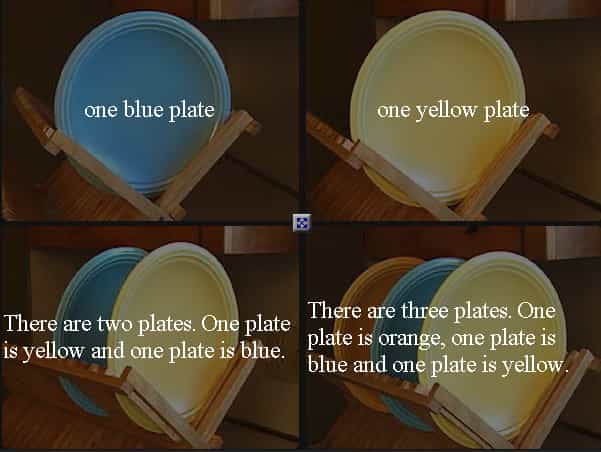 one blue plate
one yellow plate
There are two plates. One plate
is yellow and one plate is blue.
There are three plates. One
plate is orange, one plate is
blue and one plate is yellow.